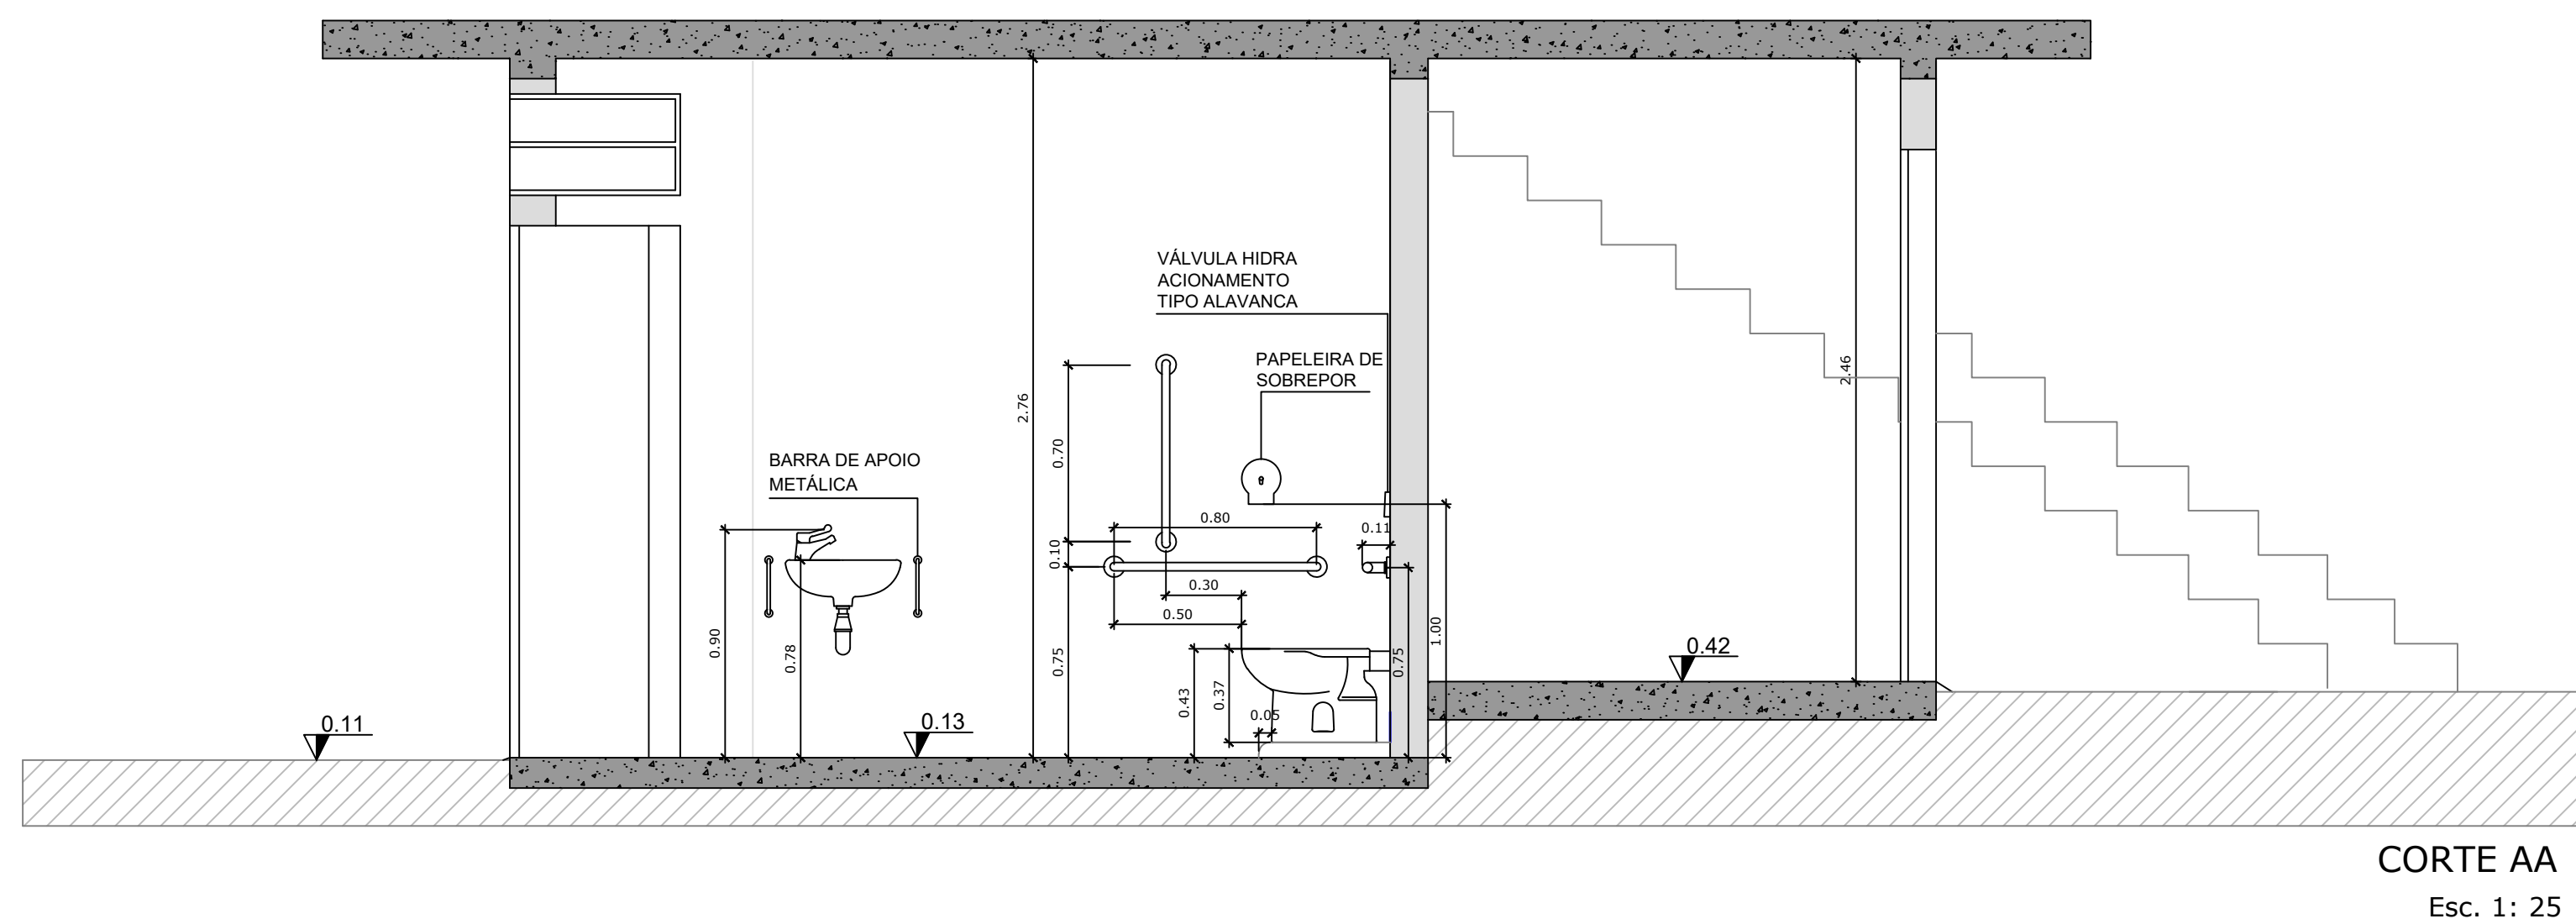 VÁLVULA HIDRA
ACIONAMENTO
TIPO ALAVANCA
PAPELEIRA DE
SOBREPOR
2.46
2.76
0.70
BARRA DE APOIO
METÁLICA
0.80
0.11
0.10
0.30
0.50
0.90
0.78
0.75
0.43
0.37
0.05
0.75
1.00
0.42
0.11
0.13
CORTE AA
Esc. 1: 25